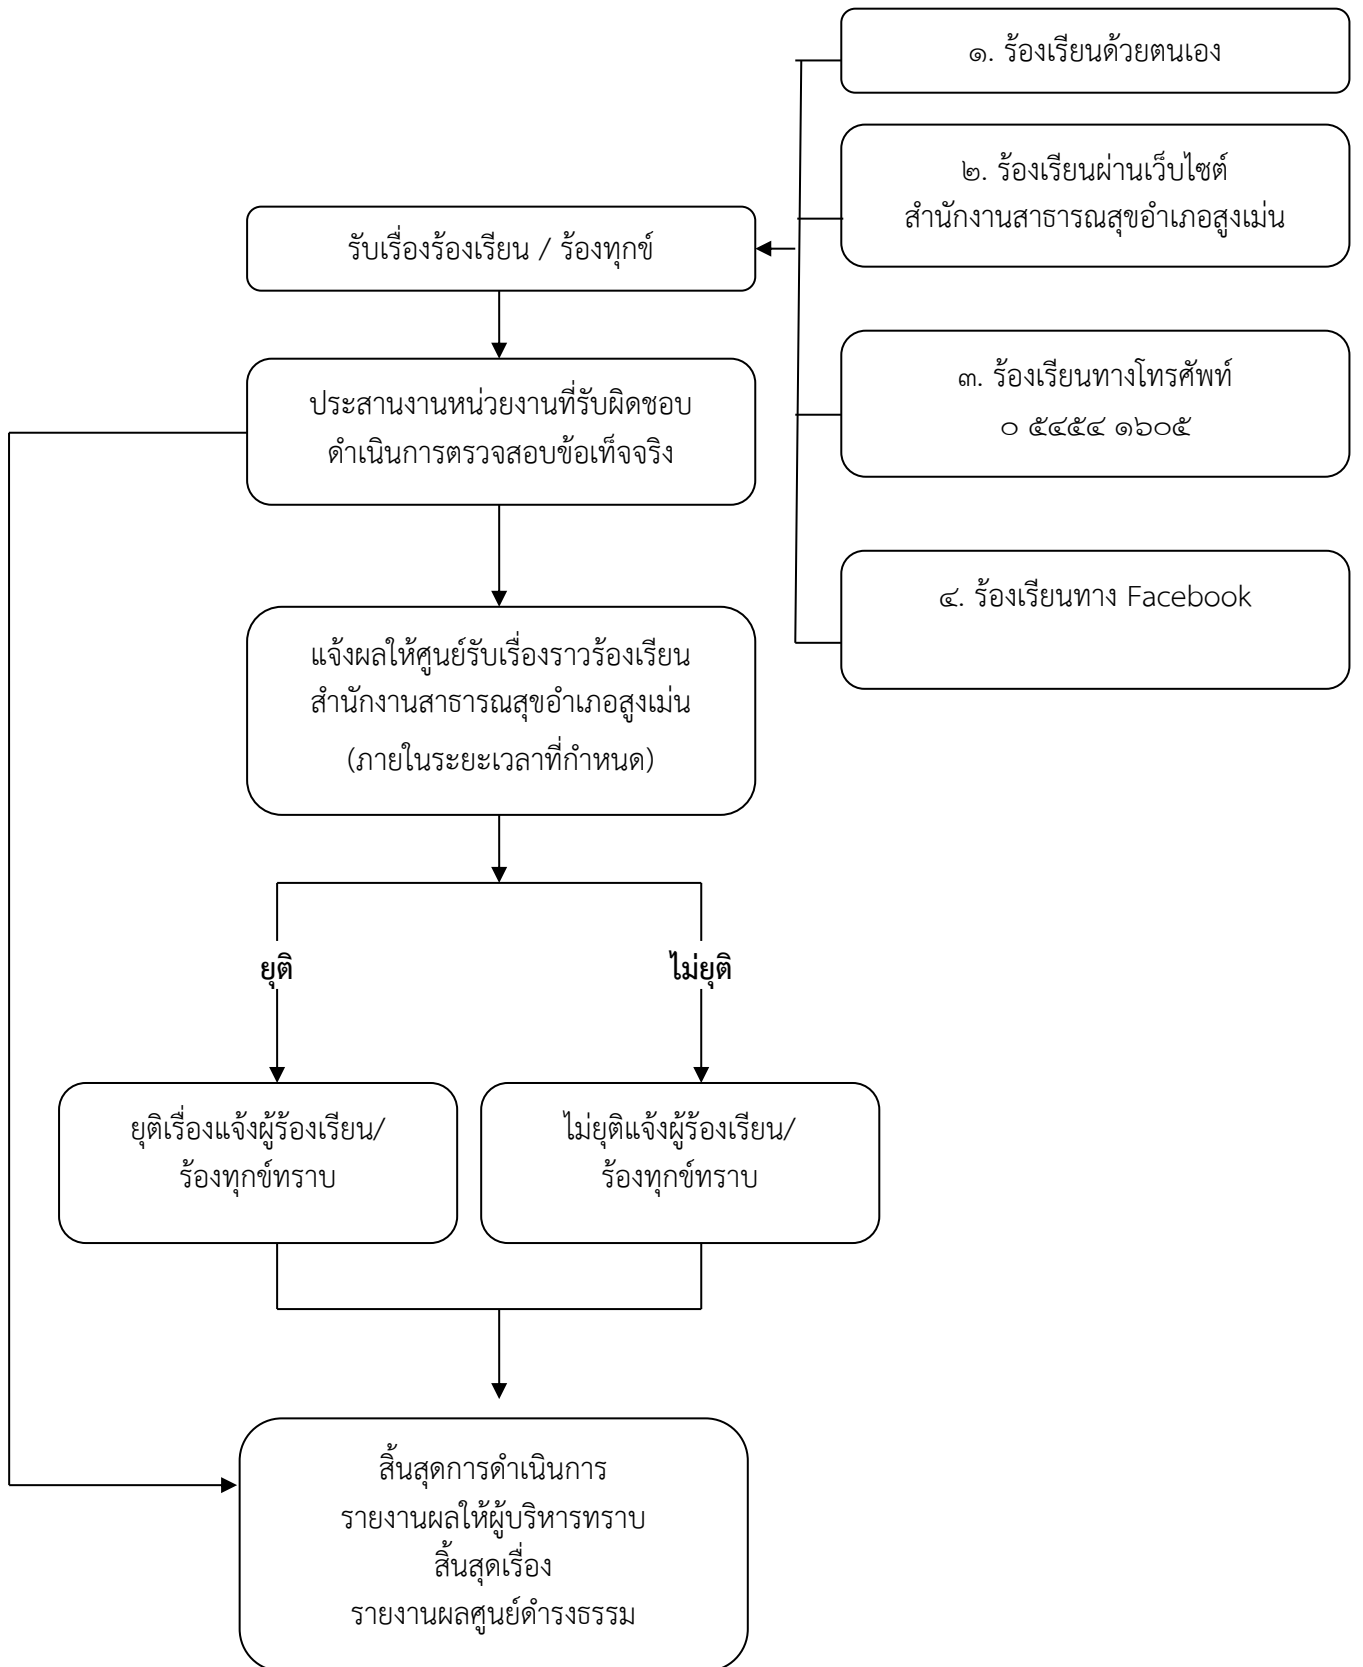 ๑. ร้องเรียนด้วยตนเอง
๒. ร้องเรียนผ่านเว็บไซต์
สำนักงานสาธารณสุขอำเภอสูงเม่น
รับเรื่องร้องเรียน / ร้องทุกข์
๓. ร้องเรียนทางโทรศัพท์
๐ ๕๔๕๔ ๑๖๐๕
ประสานงานหน่วยงานที่รับผิดชอบ
ดำเนินการตรวจสอบข้อเท็จจริง
๔. ร้องเรียนทาง Facebook
แจ้งผลให้ศูนย์รับเรื่องราวร้องเรียน
สำนักงานสาธารณสุขอำเภอสูงเม่น
(ภายในระยะเวลาที่กำหนด)
ยุติ
ไม่ยุติ
ยุติเรื่องแจ้งผู้ร้องเรียน/
ร้องทุกข์ทราบ
ไม่ยุติแจ้งผู้ร้องเรียน/
ร้องทุกข์ทราบ
สิ้นสุดการดำเนินการ
รายงานผลให้ผู้บริหารทราบ
สิ้นสุดเรื่อง
รายงานผลศูนย์ดำรงธรรม